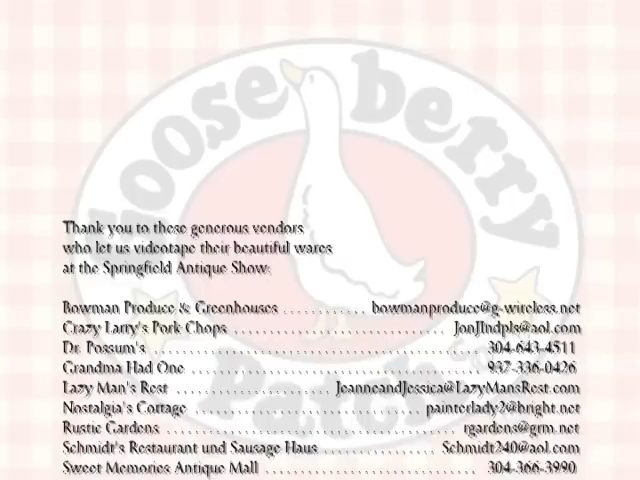 Goose berry
Patch
Thank you to these generous vendors
who let us videotape their beautiful wares
at the Springfield Antique Show:
Bowman Produce & Greenhouses ............ bowmanproduce@g-wireless.net
Crazy Larry's Pork Chops ............................... JonJIndpls@aol.com
Dr. Possum's ................................................ 304-643-4511
Grandma Had One .......................................... 937-336-0426
Lazy Man's Rest ...................... JeanneandJessica@LazyMansRest.com
Nostalgia's Cottage ................................. painterlady2@bright.net
Rustic Gardens .......................................... rgardens@grm.net
Schmidt's Restaurant und Sausage Haus ................ Schmidt240@aol.com
Sweet Memories Antique Mall .............................. 304-366-3990